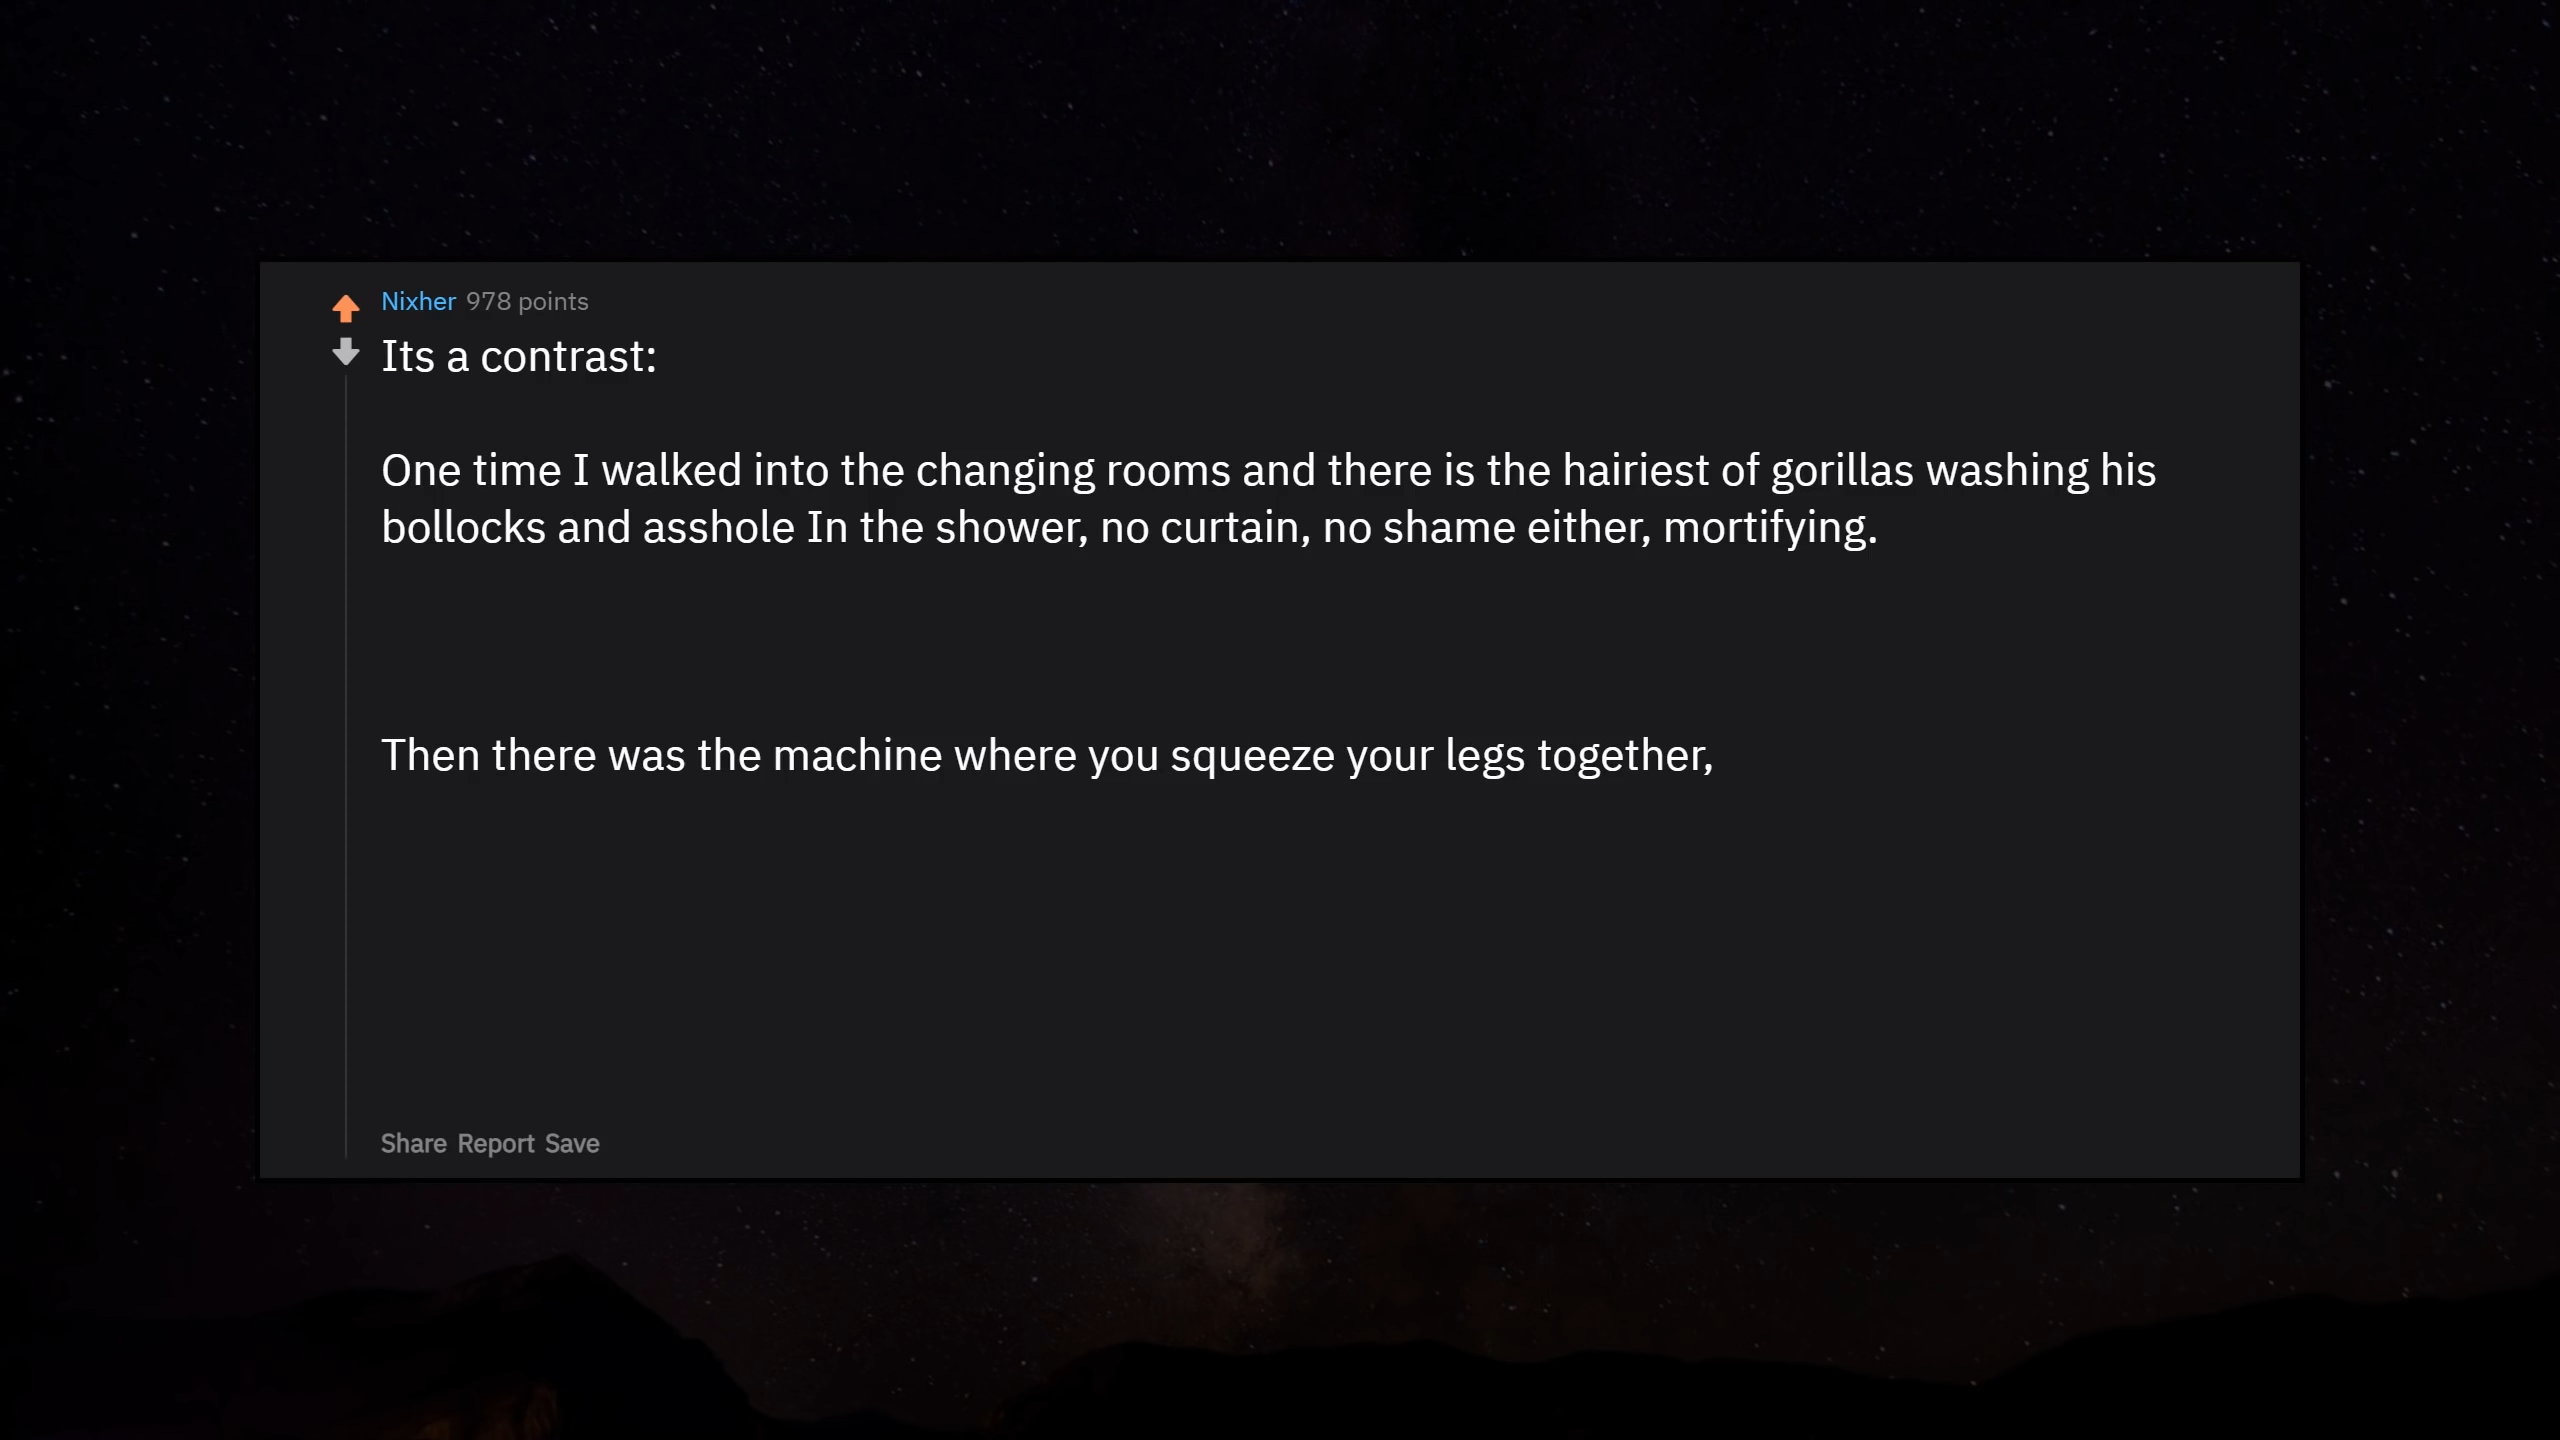 Nixher 978 points
Its a contrast:
One time I walked into the changing rooms and there is the hairiest of gorillas washing his
bollocks and asshole In the shower, no curtain, no shame either, mortifying.
Then there was the machine where you squeeze your legs together,
Share Report Save